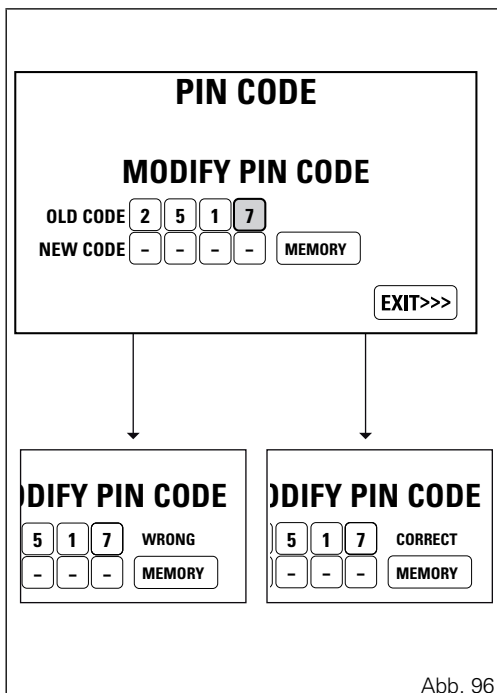 PIN CODE
MODIFY PIN CODE
OLD CODE 2 5 1 7
NEW CODE - - - - MEMORY
EXIT>>>
DIFY PIN CODE
5 1 7 WRONG
- - MEMORY
DIFY PIN CODE
5 1 7 CORRECT
- - - MEMORY
Abb. 96